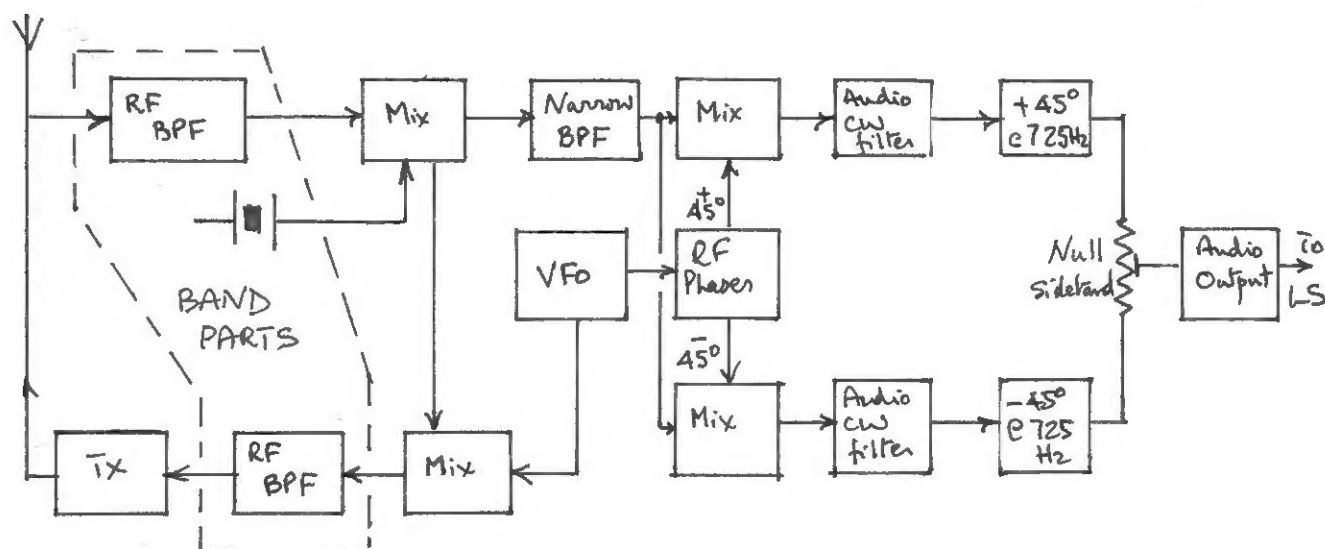 RF
BPF
Mix
Narrow
BPF
Mix
Audio
CW
filter
+45°
@ 725Hz
BAND
PARTS
VFO
+
45°
RF
Phaser
-
45°
Null
sideband
Audio
Output
To
LS
Tx
RF
BPF
Mix
Mix
Audio
CW
filter
-45°
@ 725
Hz